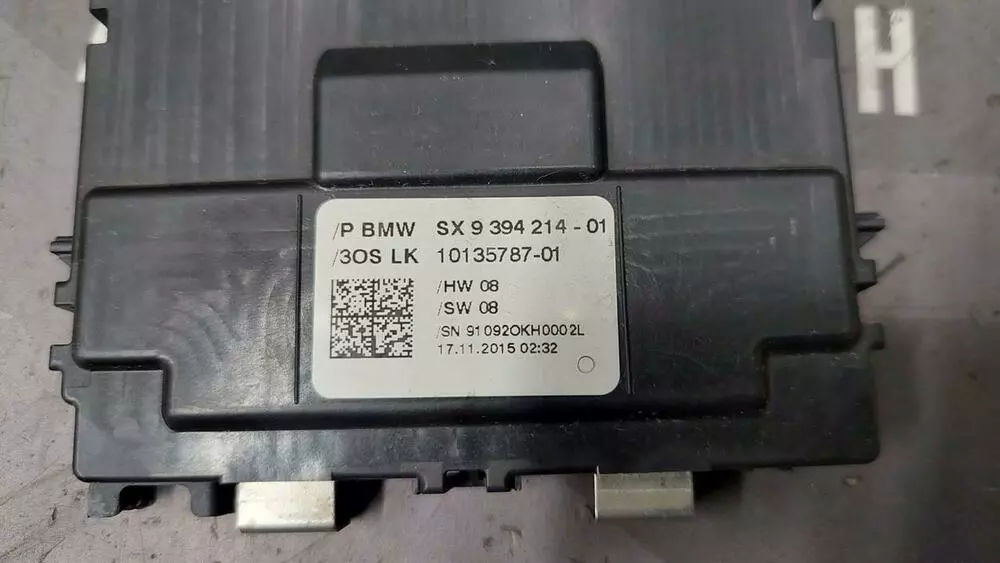 H
/P BMW SX 9 394 214 - 01
/3OS LK 10135787-01
/HW 08
/SW 08
/SN 91092OKH0002L
17.11.2015 02:32